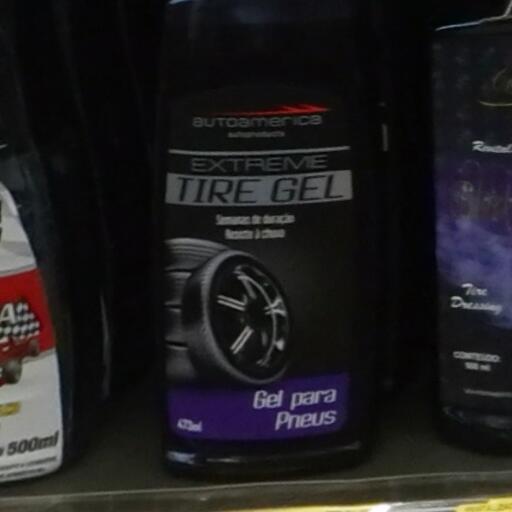 autoamerica
autoproducts
EXTREME
TIRE GEL
Semanas de duração
Resiste à chuva
Gel para
Pneus
473ml
500ml
Tire
Dressing
CONTEÚDO:
500 ml